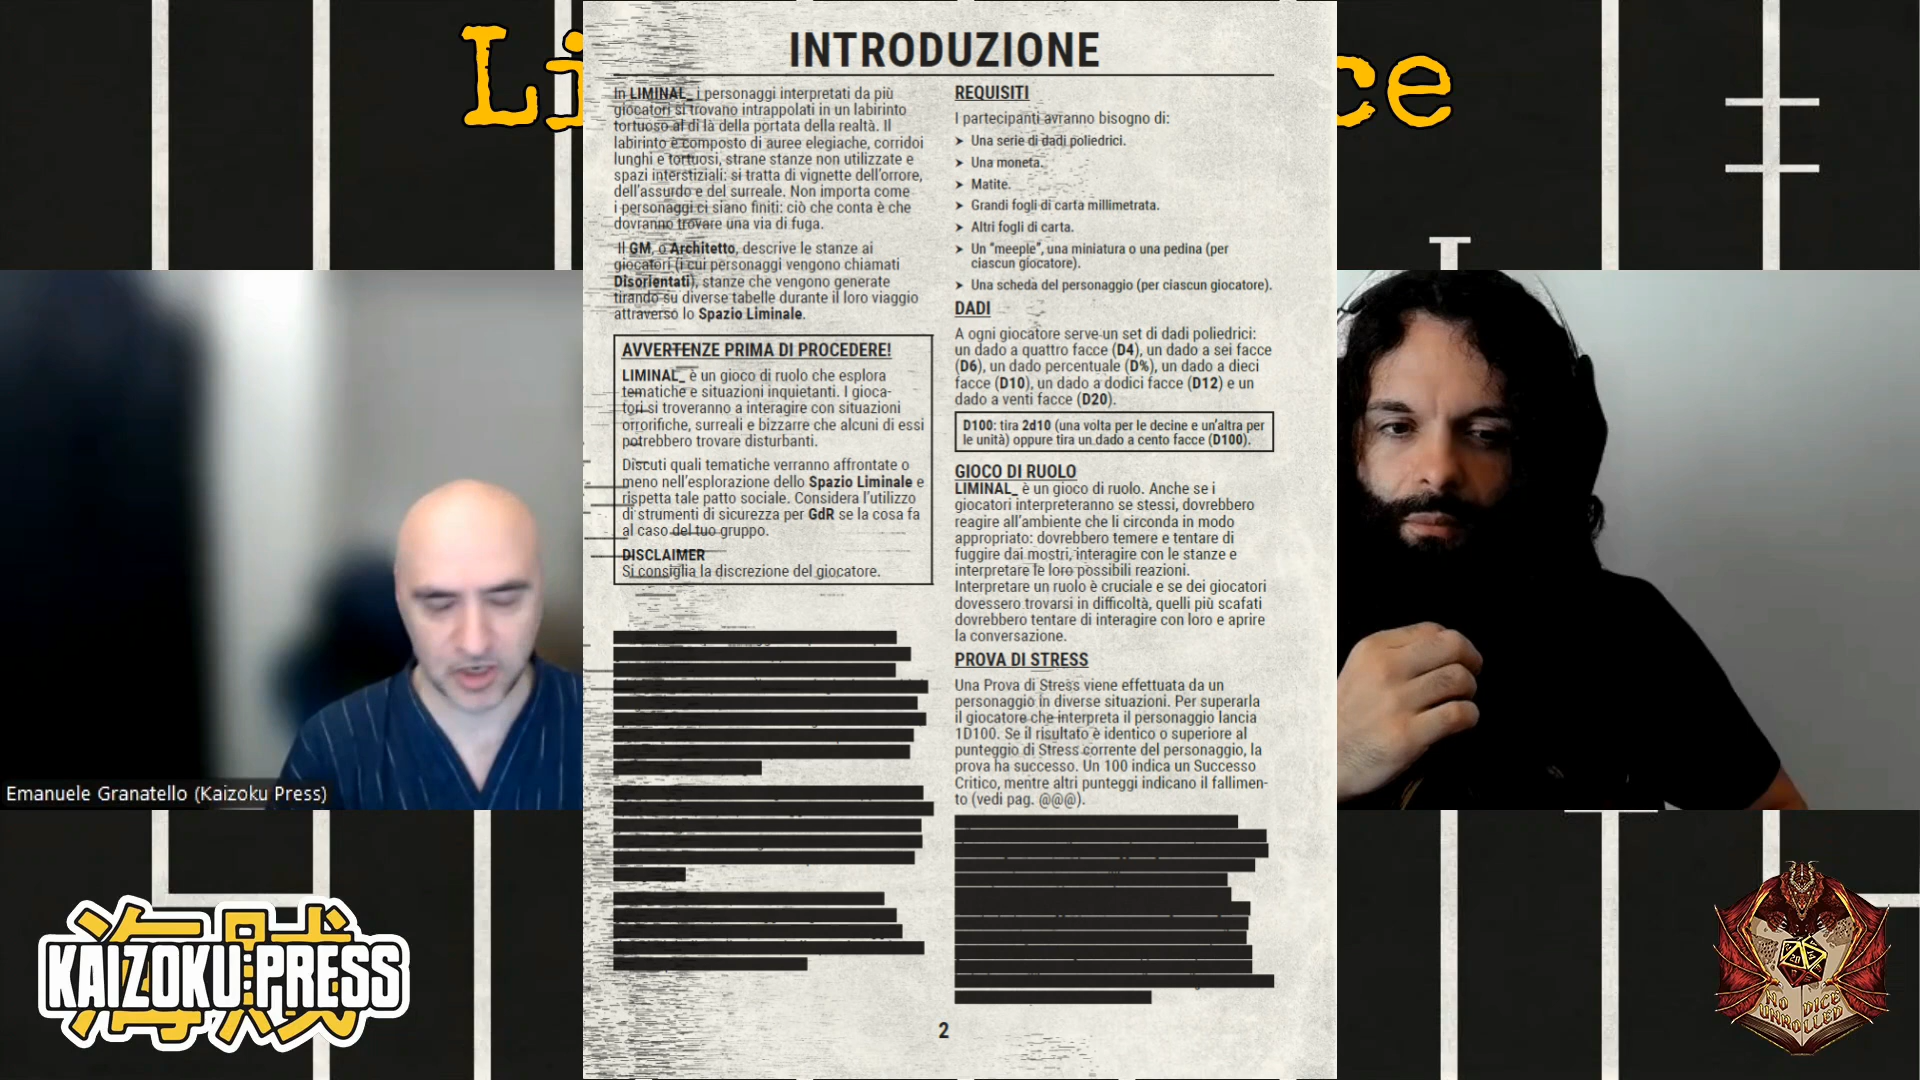 Li
ce
INTRODUZIONE
In LIMINAL_ i personaggi interpretati da più
giocatori si trovano intrappolati in un labirinto
tortuoso al di là della portata della realtà. Il
labirinto è composto di auree elegiache, corridoi
lunghi e tortuosi, strane stanze non utilizzate e
spazi interstiziali: si tratta di vignette dell'orrore,
dell'assurdo e del surreale. Non importa come
i personaggi ci siano finiti: ciò che conta è che
dovranno trovare una via di fuga.
Il GM, o Architetto, descrive le stanze ai
giocatori (i cui personaggi vengono chiamati
Disorientati), stanze che vengono generate
tirando su diverse tabelle durante il loro viaggio
attraverso lo Spazio Liminale.
AVVERTENZE PRIMA DI PROCEDERE!
LIMINAL_ è un gioco di ruolo che esplora
tematiche e situazioni inquietanti. I gioca-
tori si troveranno a interagire con situazioni
orrorifiche, surreali e bizzarre che alcuni di essi
potrebbero trovare disturbanti.
Discuti quali tematiche verranno affrontate o
meno nell'esplorazione dello Spazio Liminale e
rispetta tale patto sociale. Considera l'utilizzo
di strumenti di sicurezza per GdR se la cosa fa
al caso del tuo gruppo.
DISCLAIMER
Si consiglia la discrezione del giocatore.
REQUISITI
I partecipanti avranno bisogno di:
➤ Una serie di dadi poliedrici.
➤ Una moneta.
➤ Matite.
➤ Grandi fogli di carta millimetrata.
➤ Altri fogli di carta.
➤ Un "meeple", una miniatura o una pedina (per
ciascun giocatore).
➤ Una scheda del personaggio (per ciascun giocatore).
DADI
A ogni giocatore serve un set di dadi poliedrici:
un dado a quattro facce (D4), un dado a sei facce
(D6), un dado percentuale (D%), un dado a dieci
facce (D10), un dado a dodici facce (D12) e un
dado a venti facce (D20).
D100: tira 2d10 (una volta per le decine e un'altra per
le unità) oppure tira un dado a cento facce (D100).
GIOCO DI RUOLO
LIMINAL_ è un gioco di ruolo. Anche se i
giocatori interpreteranno se stessi, dovrebbero
reagire all'ambiente che li circonda in modo
appropriato: dovrebbero temere e tentare di
fuggire dai mostri, interagire con le stanze e
interpretare le loro possibili reazioni.
Interpretare un ruolo è cruciale e se dei giocatori
dovessero trovarsi in difficoltà, quelli più scafati
dovrebbero tentare di interagire con loro e aprire
la conversazione.
PROVA DI STRESS
Una Prova di Stress viene effettuata da un
personaggio in diverse situazioni. Per superarla
il giocatore che interpreta il personaggio lancia
1D100. Se il risultato è identico o superiore al
punteggio di Stress corrente del personaggio, la
prova ha successo. Un 100 indica un Successo
Critico, mentre altri punteggi indicano il fallimen-
to (vedi pag. @@@).
2
Emanuele Granatello (Kaizoku Press)
海賊
KAIZOKU PRESS
20
NO DICE
UNROLLED